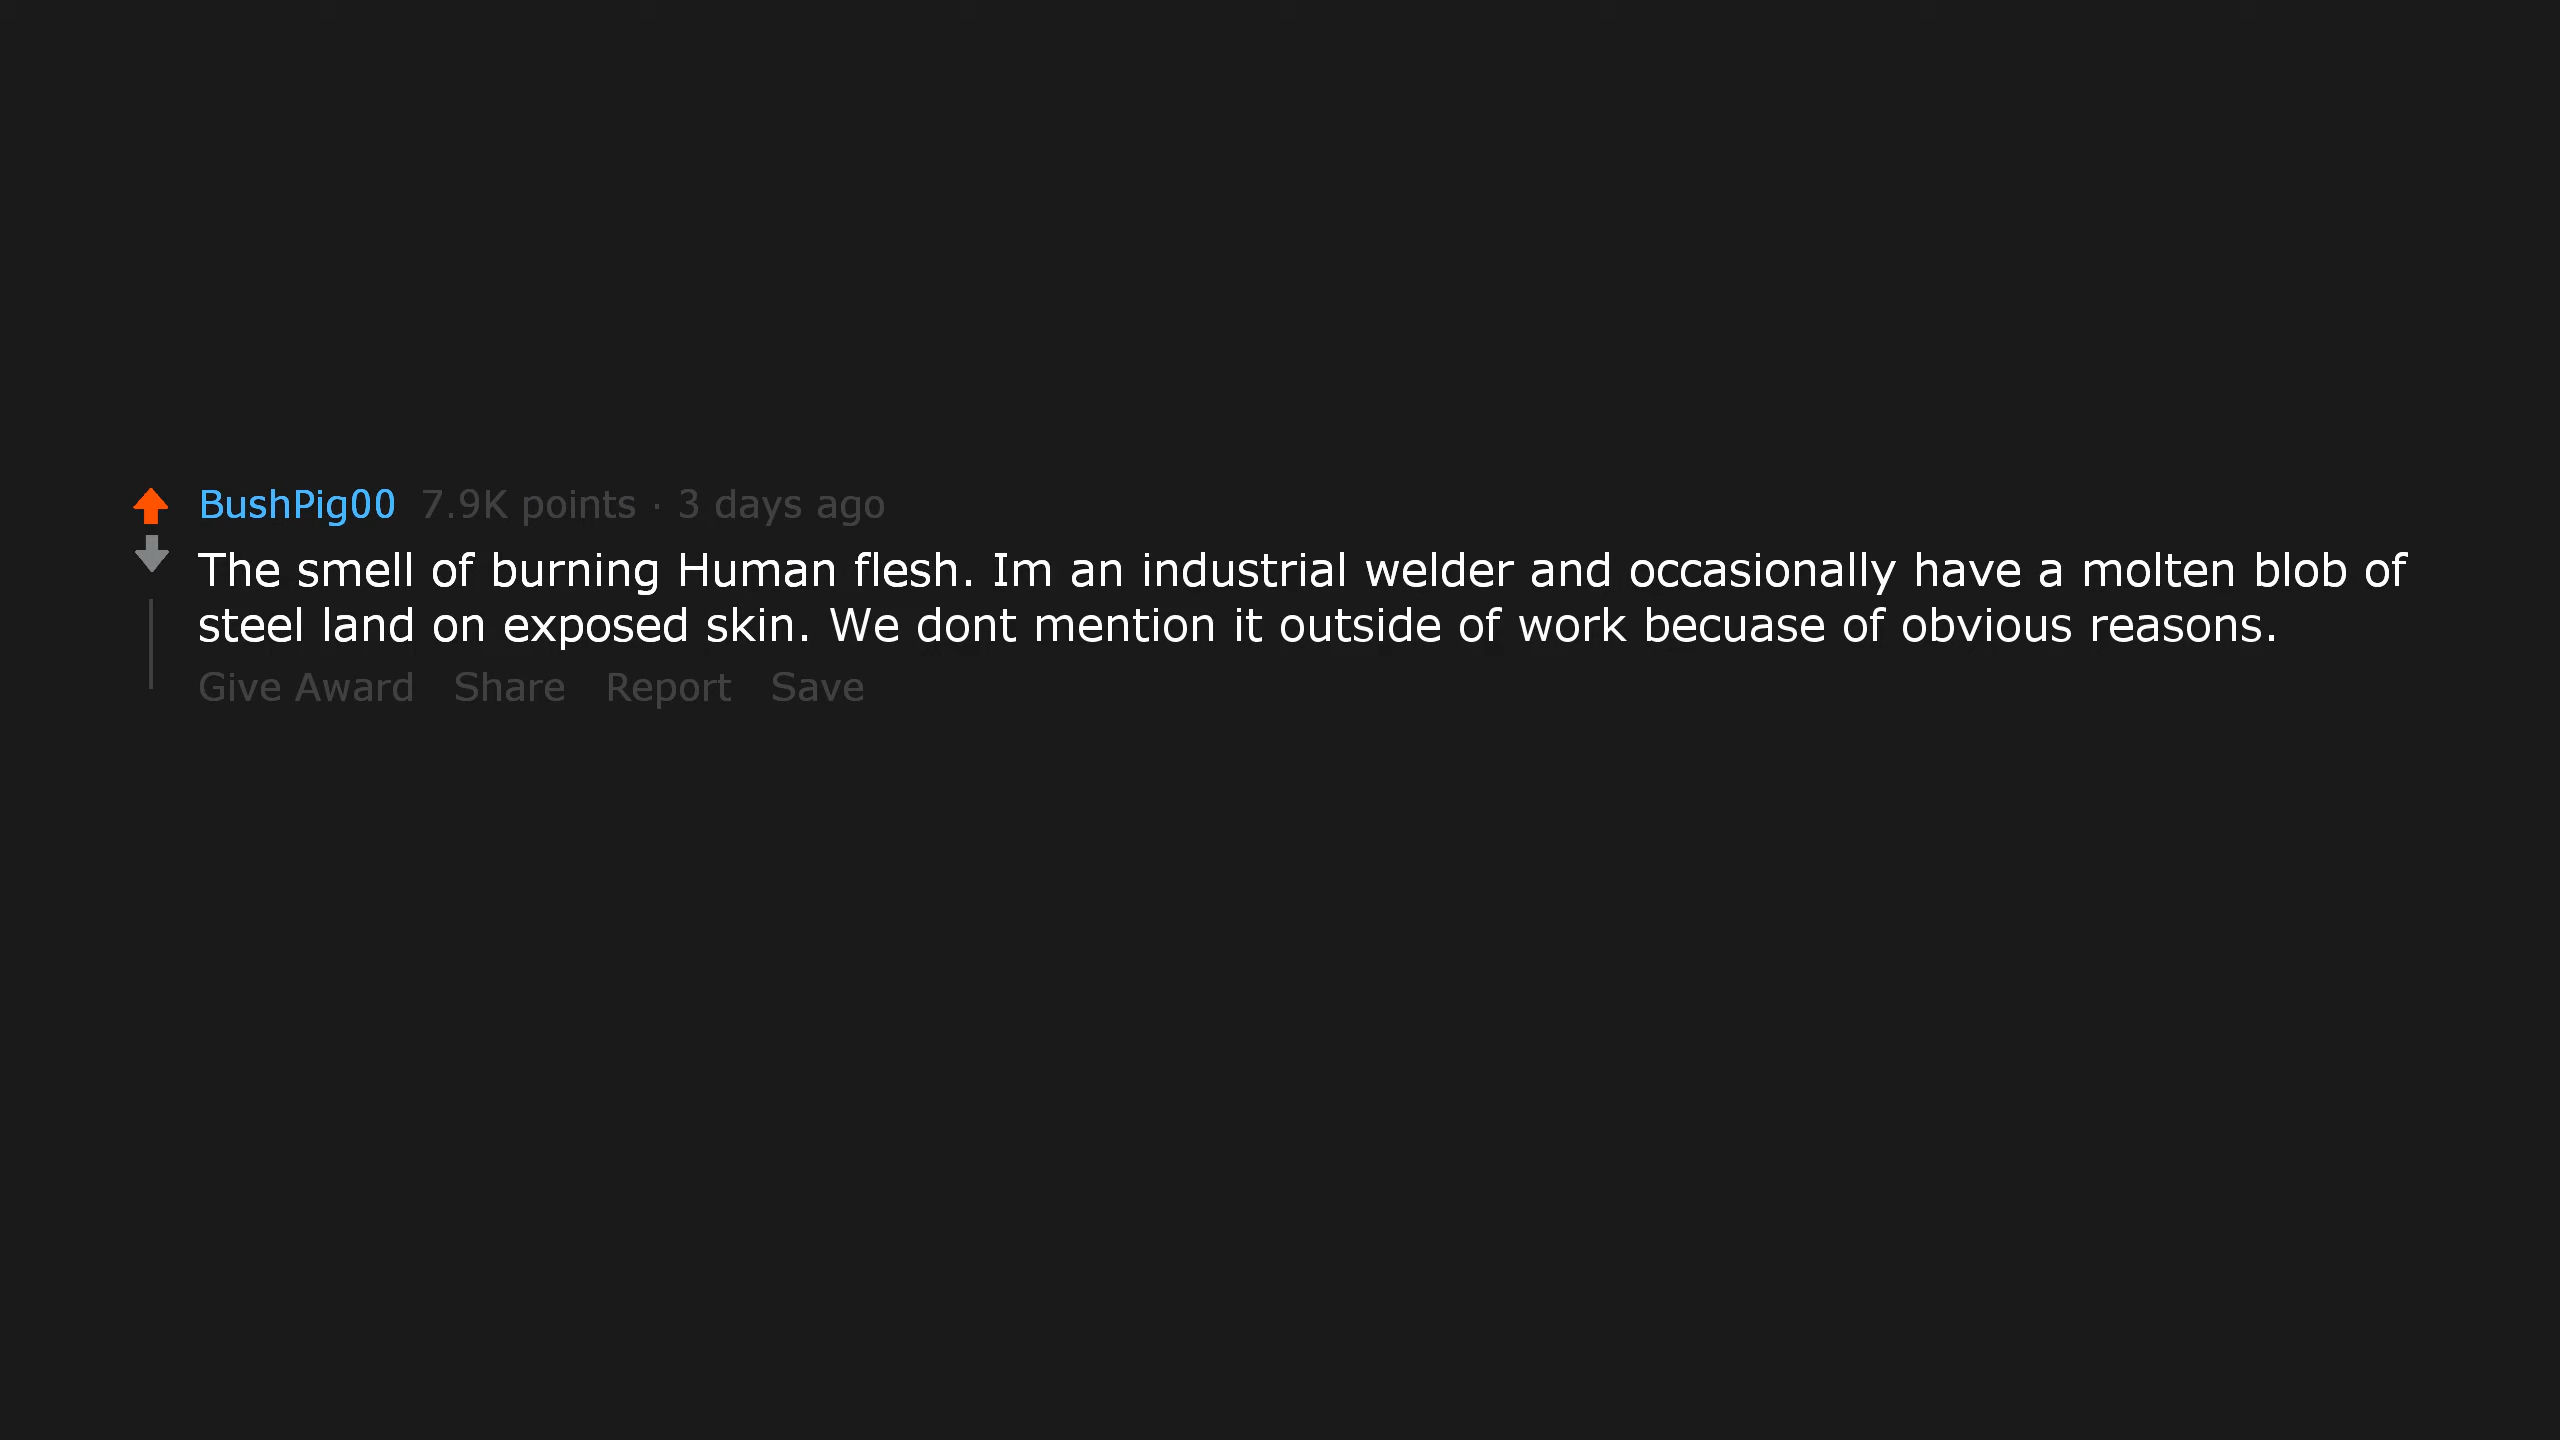 BushPig00 7.9K points · 3 days ago
The smell of burning Human flesh. Im an industrial welder and occasionally have a molten blob of
steel land on exposed skin. We dont mention it outside of work becuase of obvious reasons.
Give Award Share Report Save